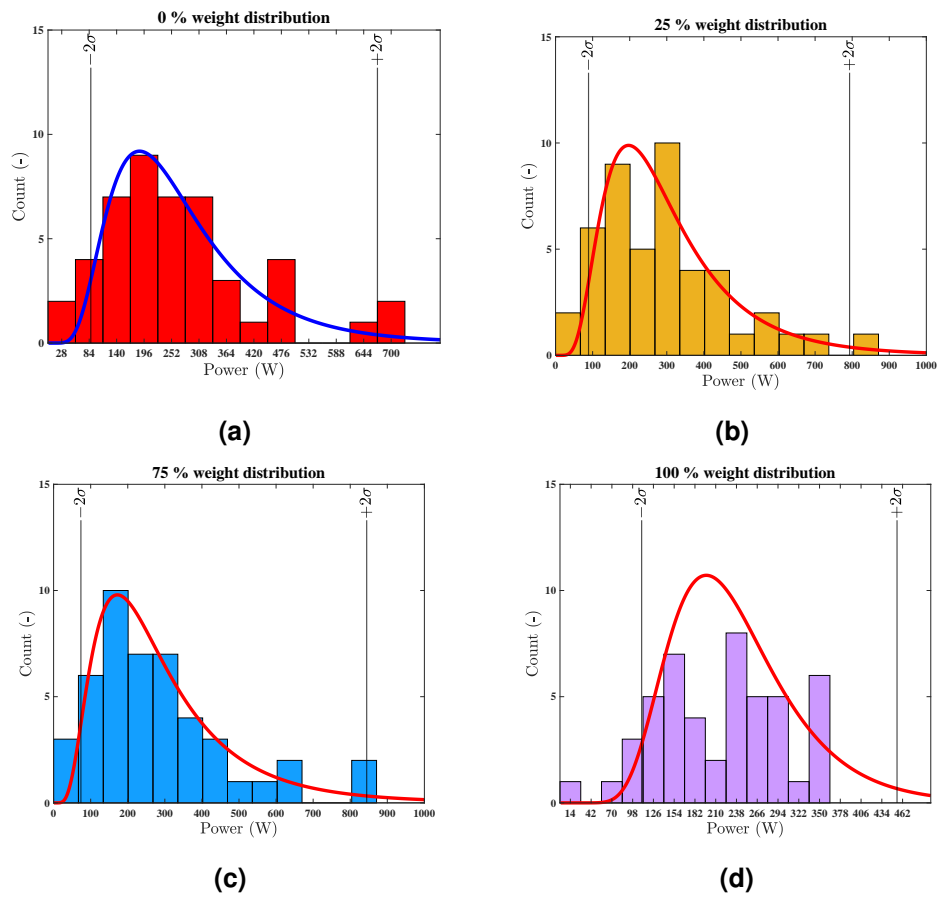 0 % weight distribution
−2σ
+2σ
15
10
5
0
Count (-)
28 84 140 196 252 308 364 420 476 532 588 644 700
Power (W)
(a)
25 % weight distribution
−2σ
+2σ
15
10
5
0
Count (-)
0 100 200 300 400 500 600 700 800 900 1000
Power (W)
(b)
75 % weight distribution
−2σ
+2σ
15
10
5
0
Count (-)
0 100 200 300 400 500 600 700 800 900 1000
Power (W)
(c)
100 % weight distribution
−2σ
+2σ
15
10
5
0
Count (-)
14 42 70 98 126 154 182 210 238 266 294 322 350 378 406 434 462
Power (W)
(d)